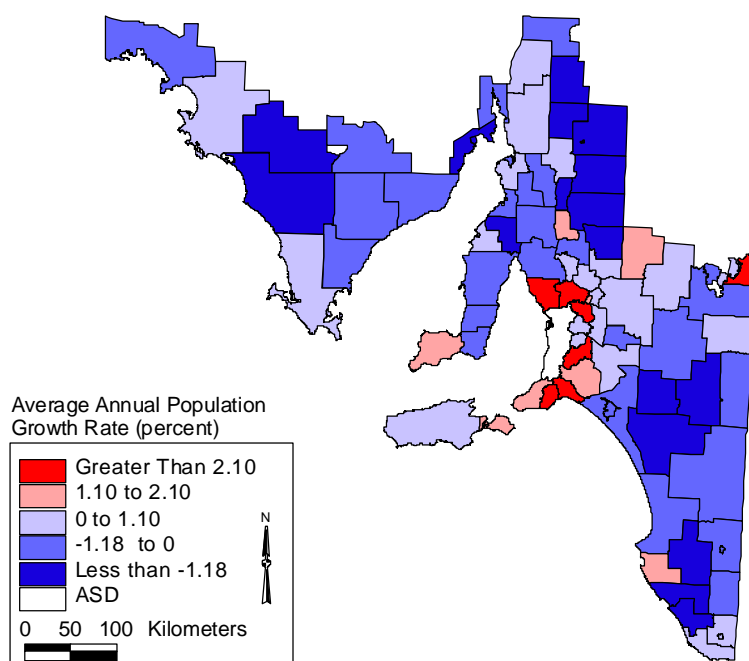 Average Annual Population
Growth Rate (percent)
Greater Than 2.10
1.10 to 2.10
0 to 1.10
-1.18 to 0
Less than -1.18
ASD
N
0 50 100 Kilometers